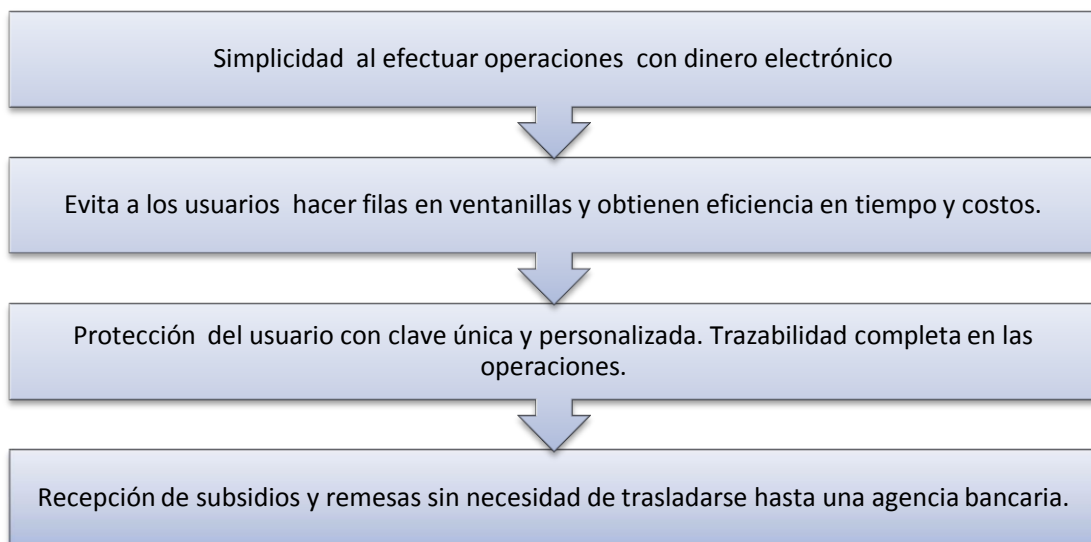 Simplicidad al efectuar operaciones con dinero electrónico
Evita a los usuarios hacer filas en ventanillas y obtienen eficiencia en tiempo y costos.
Protección del usuario con clave única y personalizada. Trazabilidad completa en las
operaciones.
Recepción de subsidios y remesas sin necesidad de trasladarse hasta una agencia bancaria.